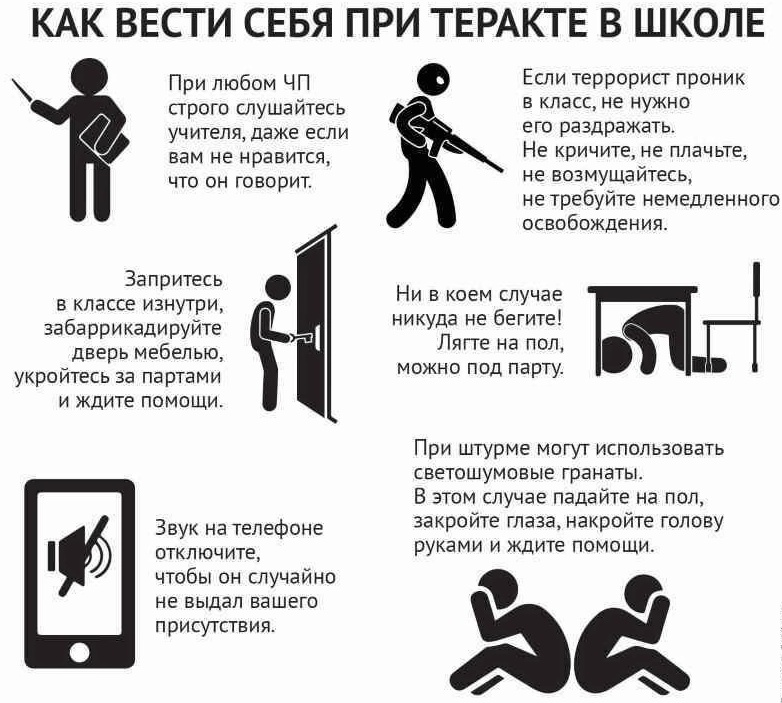 КАК ВЕСТИ СЕБЯ ПРИ ТЕРАКТЕ В ШКОЛЕ
При любом ЧП
строго слушайтесь
учителя, даже если
вам не нравится,
что он говорит.
Если террорист проник
в класс, не нужно
его раздражать.
Не кричите, не плачьте,
не возмущайтесь,
не требуйте немедленного
освобождения.
Запритесь
в классе изнутри,
забаррикадируйте
дверь мебелью,
укройтесь за партами
и ждите помощи.
Ни в коем случае
никуда не бегите!
Лягте на пол,
можно под парту.
Звук на телефоне
отключите,
чтобы он случайно
не выдал вашего
присутствия.
При штурме могут использовать
светошумовые гранаты.
В этом случае падайте на пол,
закройте глаза, накройте голову
руками и ждите помощи.